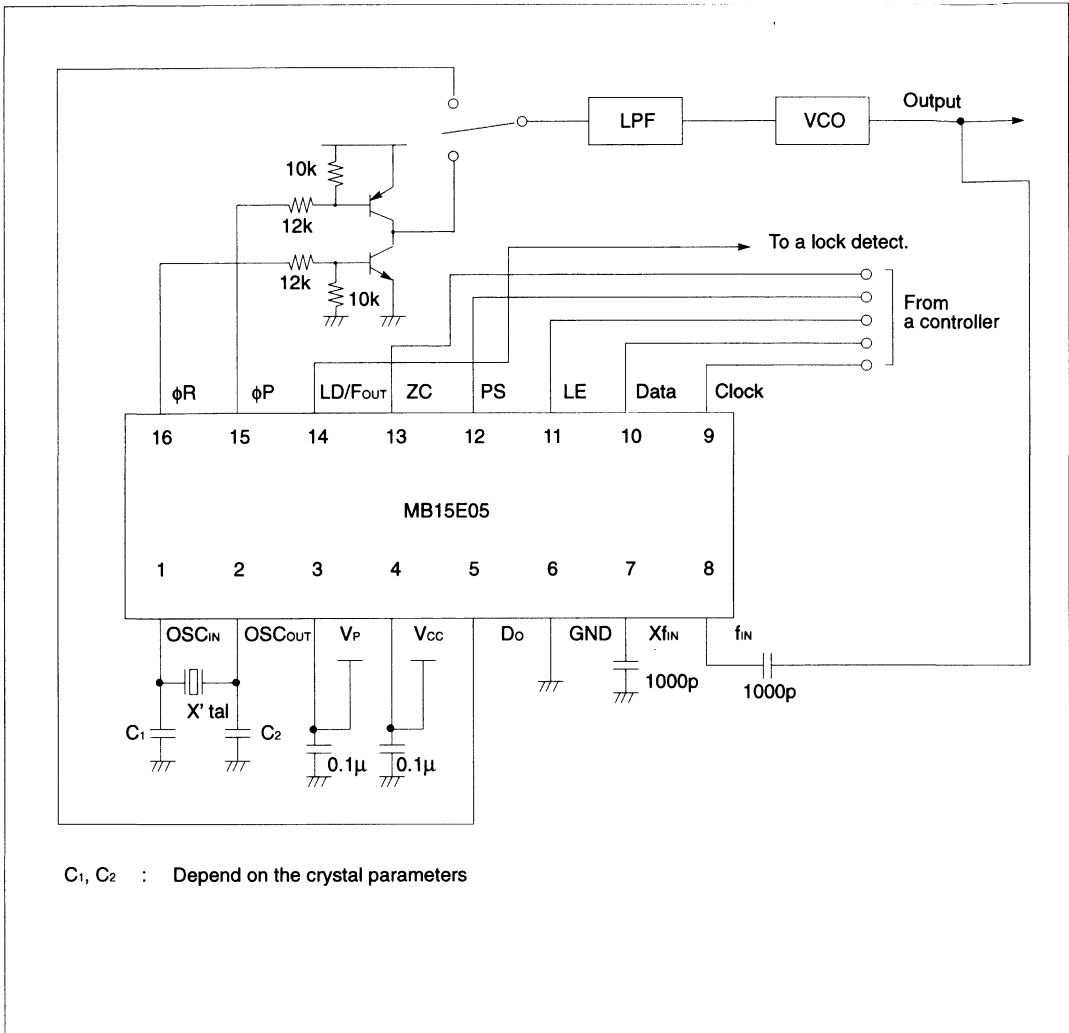 Output
LPF
VCO
10k
12k
To a lock detect.
12k
10k
From
a controller
ϕR
ϕP
LD/FOUT
ZC
PS
LE
Data
Clock
16
15
14
13
12
11
10
9
MB15E05
1
2
3
4
5
6
7
8
OSCIN
OSCOUT
VP
VCC
DO
GND
XfIN
fIN
X' tal
1000p
1000p
C1
C2
0.1μ
0.1μ
C1, C2 : Depend on the crystal parameters